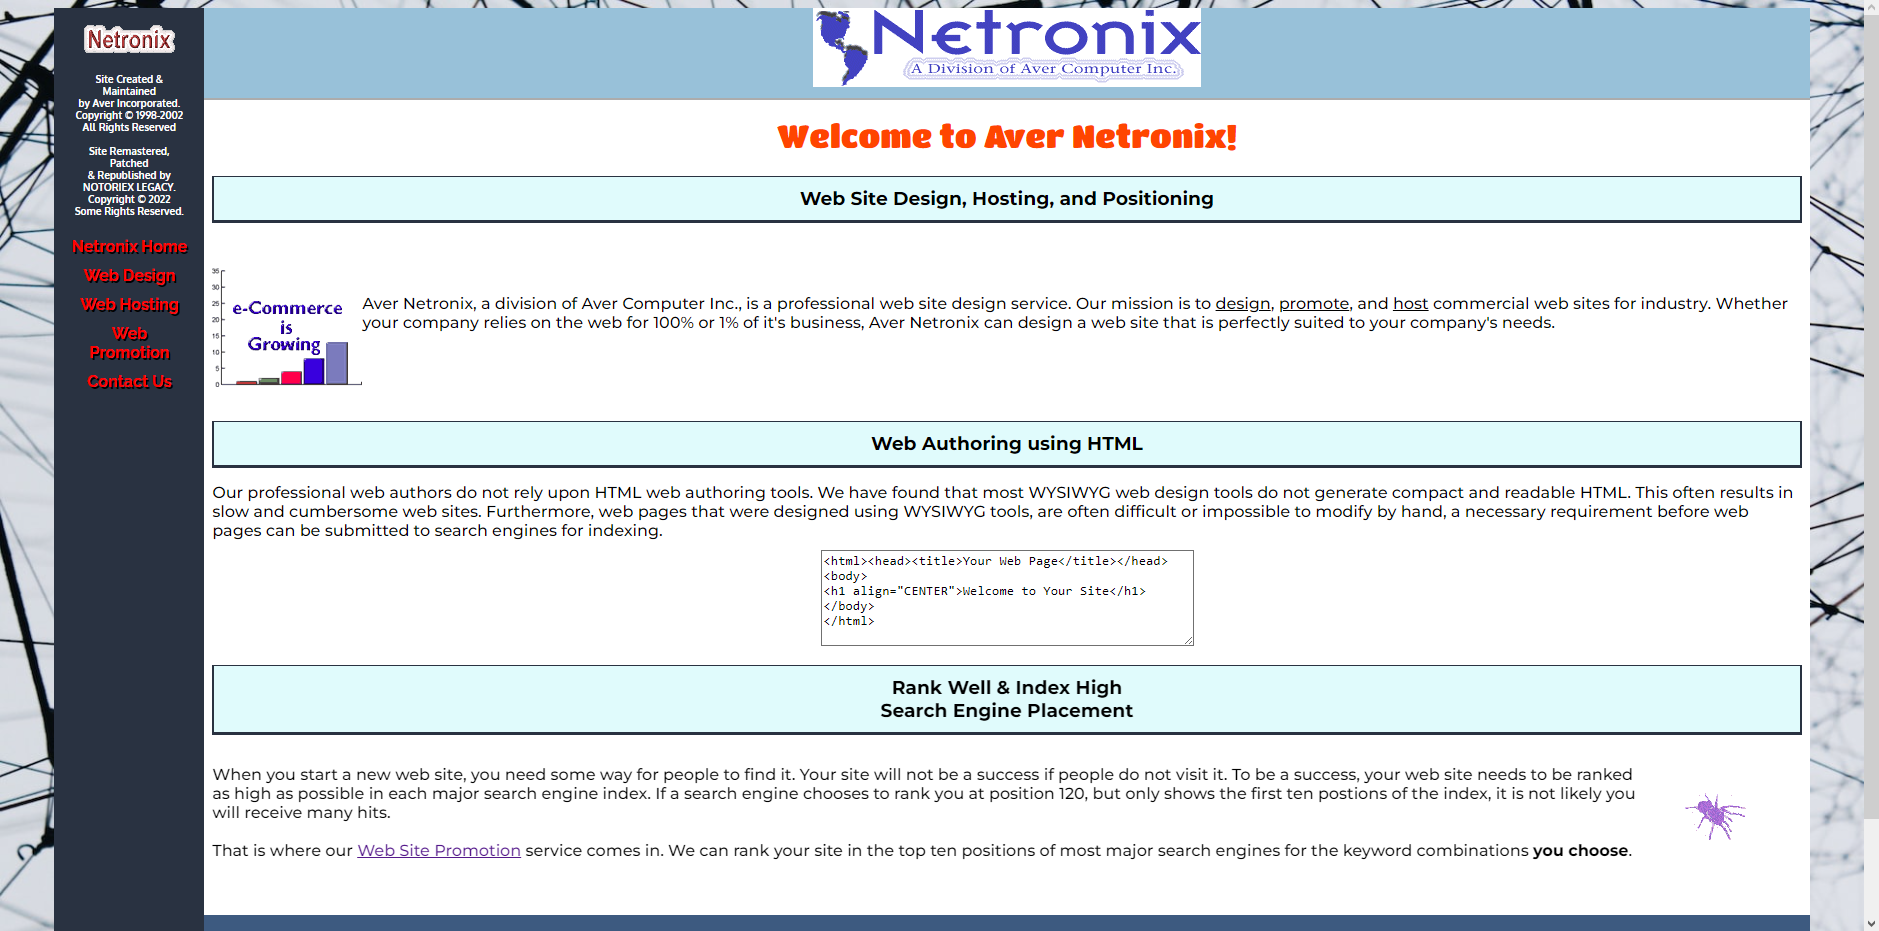 Netronix
Site Created &
Maintained
by Aver Incorporated.
Copyright © 1998-2002
All Rights Reserved
Site Remastered,
Patched
& Republished by
NOTORIEX LEGACY.
Copyright © 2022
Some Rights Reserved.
Netronix Home
Web Design
Web Hosting
Web
Promotion
Contact Us
Netronix
A Division of Aver Computer Inc.
Welcome to Aver Netronix!
Web Site Design, Hosting, and Positioning
35
30
25
20
15
10
5
0
e-Commerce
is
Growing
Aver Netronix, a division of Aver Computer Inc., is a professional web site design service. Our mission is to design, promote, and host commercial web sites for industry. Whether
your company relies on the web for 100% or 1% of it's business, Aver Netronix can design a web site that is perfectly suited to your company's needs.
Web Authoring using HTML
Our professional web authors do not rely upon HTML web authoring tools. We have found that most WYSIWYG web design tools do not generate compact and readable HTML. This often results in
slow and cumbersome web sites. Furthermore, web pages that were designed using WYSIWYG tools, are often difficult or impossible to modify by hand, a necessary requirement before web
pages can be submitted to search engines for indexing.
<html><head><title>Your Web Page</title></head>
<body>
<h1 align="CENTER">Welcome to Your Site</h1>
</body>
</html>
Rank Well & Index High
Search Engine Placement
When you start a new web site, you need some way for people to find it. Your site will not be a success if people do not visit it. To be a success, your web site needs to be ranked
as high as possible in each major search engine index. If a search engine chooses to rank you at position 120, but only shows the first ten postions of the index, it is not likely you
will receive many hits.
That is where our Web Site Promotion service comes in. We can rank your site in the top ten positions of most major search engines for the keyword combinations you choose.